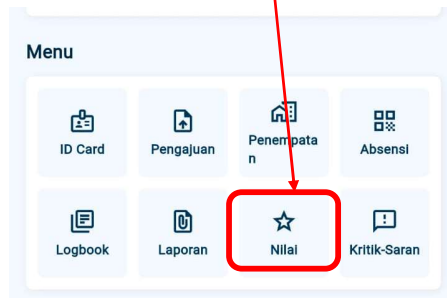 Menu
ID Card
Pengajuan
Penempata
n
Absensi
Logbook
Laporan
Nilai
Kritik-Saran